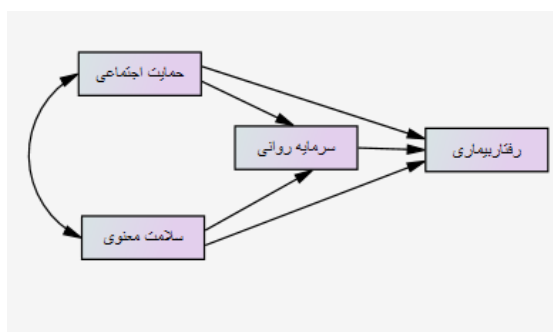 حمایت اجتماعی
سرمایه روانی
رفتاربیماری
سلامت معنوی